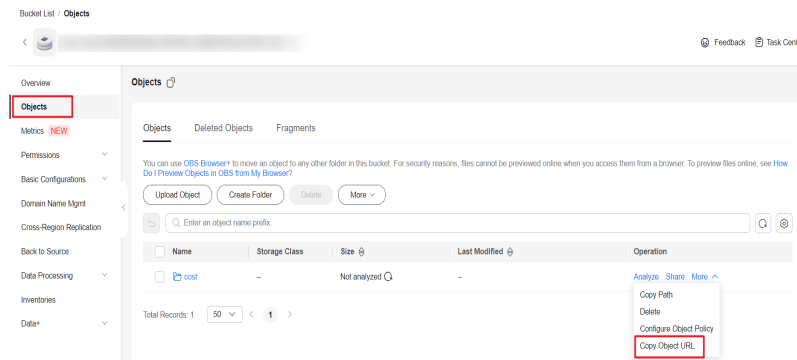 Bucket List / Objects
Feedback Task Cent
Overview
Objects
Metrics NEW
Permissions
Basic Configurations
Domain Name Mgmt
Cross-Region Replication
Back to Source
Data Processing
Inventories
Data+
Objects
Objects Deleted Objects Fragments
You can use OBS Browser+ to move an object to any other folder in this bucket. For security reasons, files cannot be previewed online when you access them from a browser. To preview files online, see How
Do I Preview Objects in OBS from My Browser?
Upload Object Create Folder Delete More
Enter an object name prefix.
Name Storage Class Size Last Modified Operation
cost -- Not analyzed -- Analyze Share More
Copy Path
Delete
Configure Object Policy
Copy Object URL
Total Records: 1 50 < 1 >